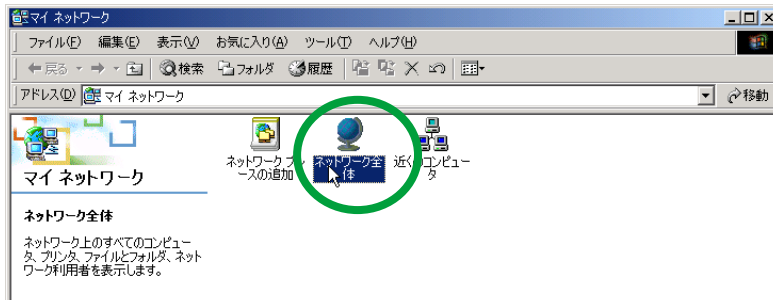 マイ ネットワーク
ファイル(F) 編集(E) 表示(V) お気に入り(A) ツール(T) ヘルプ(H)
戻る 検索 フォルダ 履歴
アドレス(D) マイ ネットワーク 移動
ネットワーク プレ
ースの追加
ネットワーク全
体
近くのコンピュー
タ
マイ ネットワーク
ネットワーク全体
ネットワーク上のすべてのコンピュー
タ、プリンタ、ファイルとフォルダ、ネット
ワーク利用者を表示します。